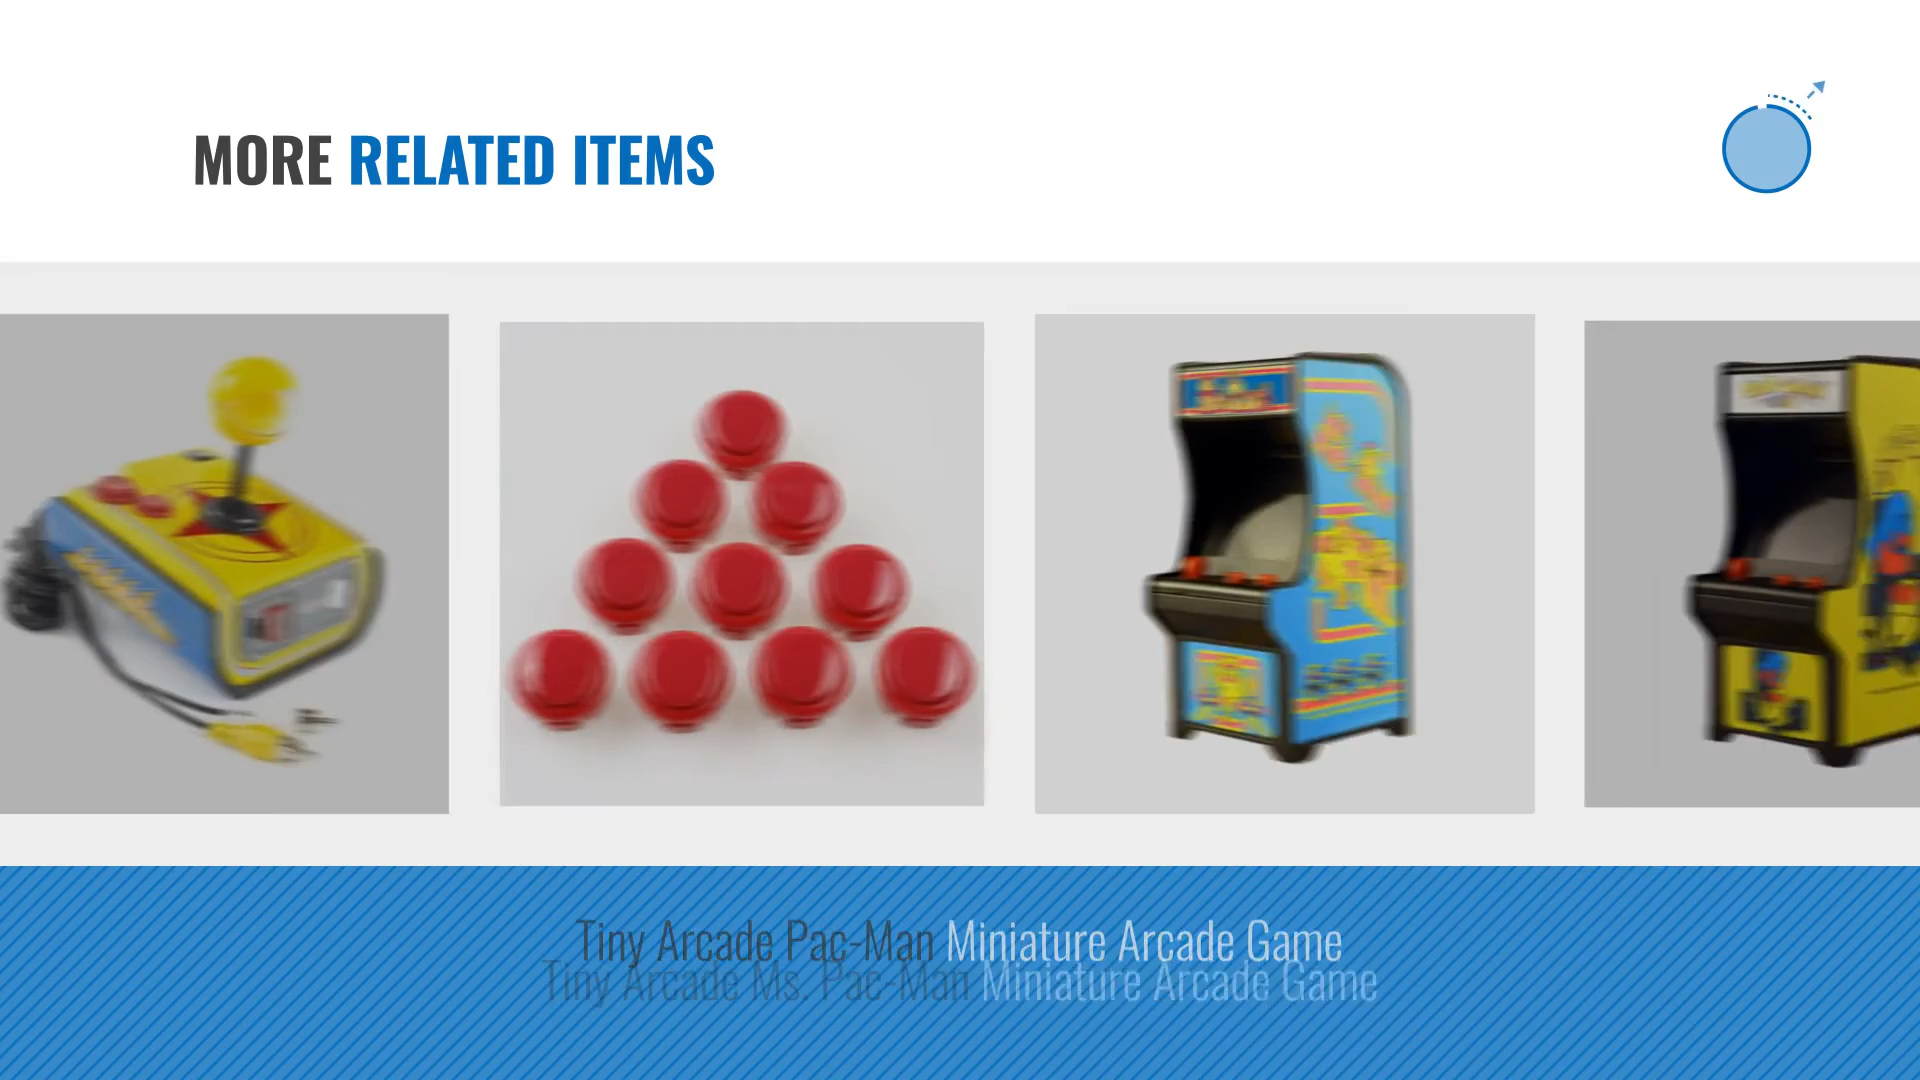 MORE RELATED ITEMS
Tiny Arcade Pac-Man Miniature Arcade Game
Tiny Arcade Ms. Pac-Man Miniature Arcade Game